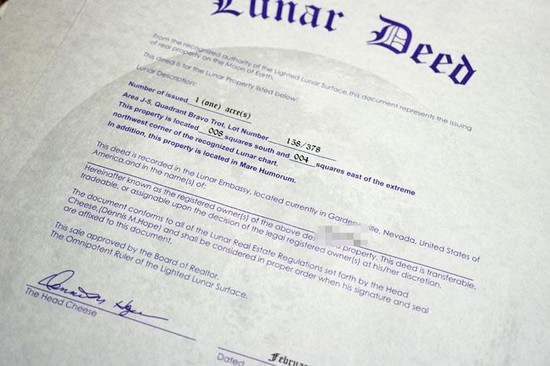 Lunar Deed
From the recognized authority of the Lighted Lunar Surface, this document represents the issuing
of real property on the Moon of Earth.
This deed is for the Lunar Property listed below:
Lunar Description:
Number of issued 1 (one) acre(s)
Area J-5, Quadrant Bravo Trot, Lot Number 138/378
This property is located 008 squares south and 004 squares east of the extreme
northwest corner of the recognized Lunar chart.
In addition, this property is located in Mare Humorum.
This deed is recorded in the Lunar Embassy, located currently in Gardnerville, Nevada, United States of
America,and in the name(s) of:
Hereinafter known as the registered owner(s) of the above property. This deed is transferable,
tradeable, or assignable upon the decision of the legal registered owner(s) at his/her discretion.
The document conforms to all of the Lunar Real Estate Regulations set forth by the Head
Cheese,(Dennis M.Hope) and shall be considered in proper order when his signature and seal
are affixed to this document.
This sale approved by the Board of Realtor.
The Omnipotent Ruler of the Lighted Lunar Surface.
The Head Cheese
Dated